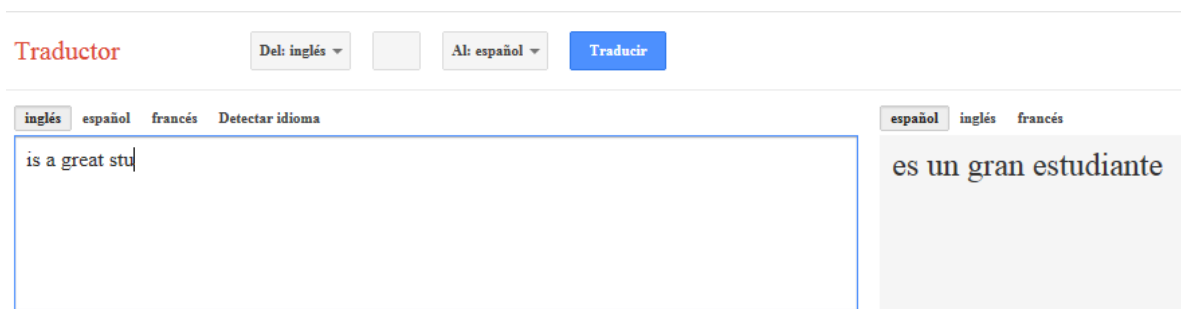 Traductor Del: inglés Al: español Traducir
inglés español francés Detectar idioma español inglés francés
is a great stu es un gran estudiante